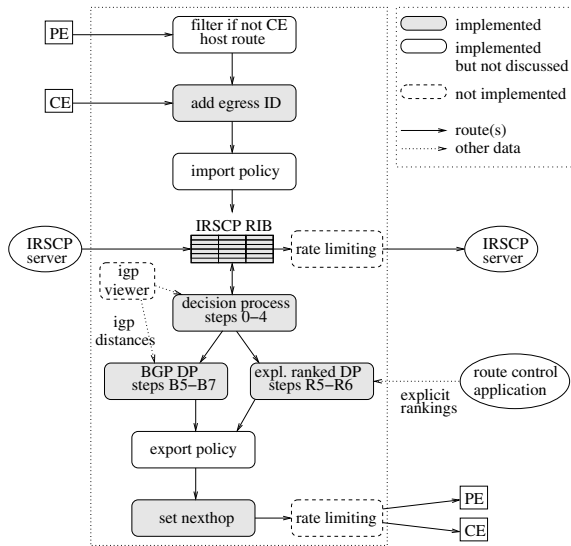 PE
filter if not CE
host route
implemented
implemented
but not discussed
CE
add egress ID
not implemented
route(s)
other data
import policy
IRSCP RIB
IRSCP
server
rate limiting
IRSCP
server
igp
viewer
decision process
steps 0−4
igp
distances
BGP DP
steps B5−B7
expl. ranked DP
steps R5−R6
explicit
rankings
route control
application
export policy
set nexthop
rate limiting
PE
CE